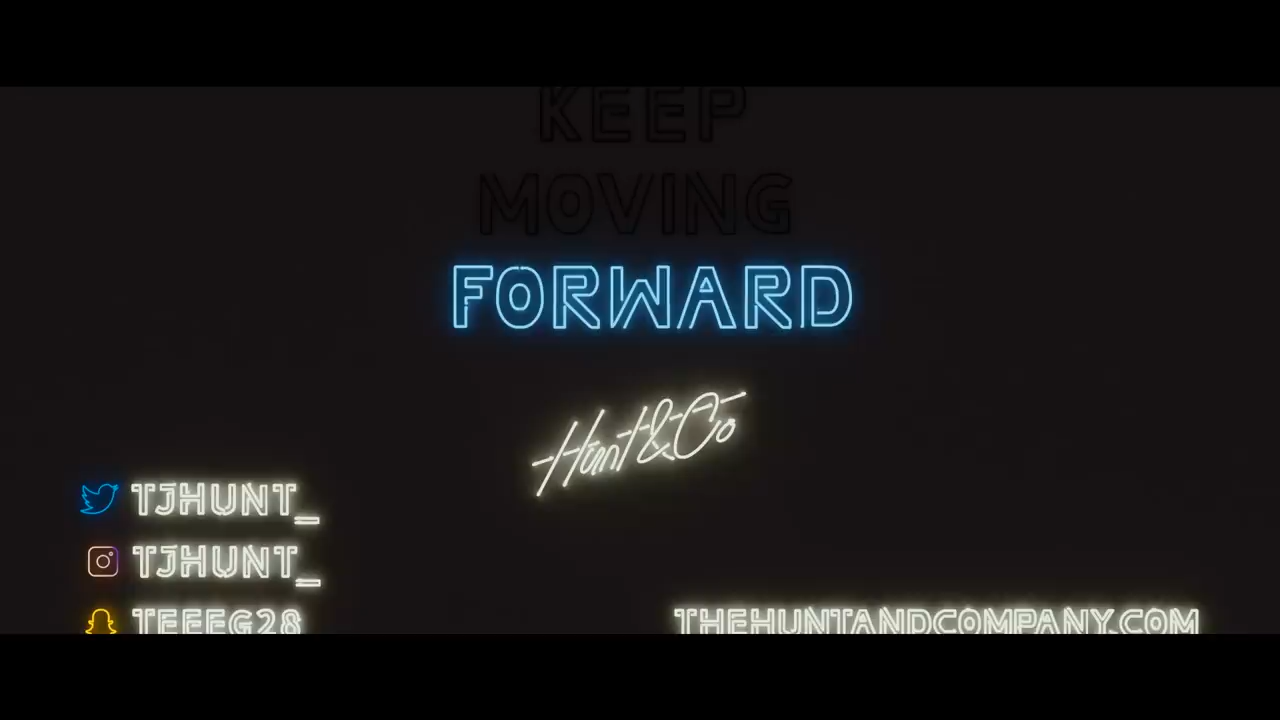 KEEP
MOVING
FORWARD
Hunt&Co
TJHUNT_
TJHUNT_
TEEEG28
THEHUNTANDCOMPANY.COM